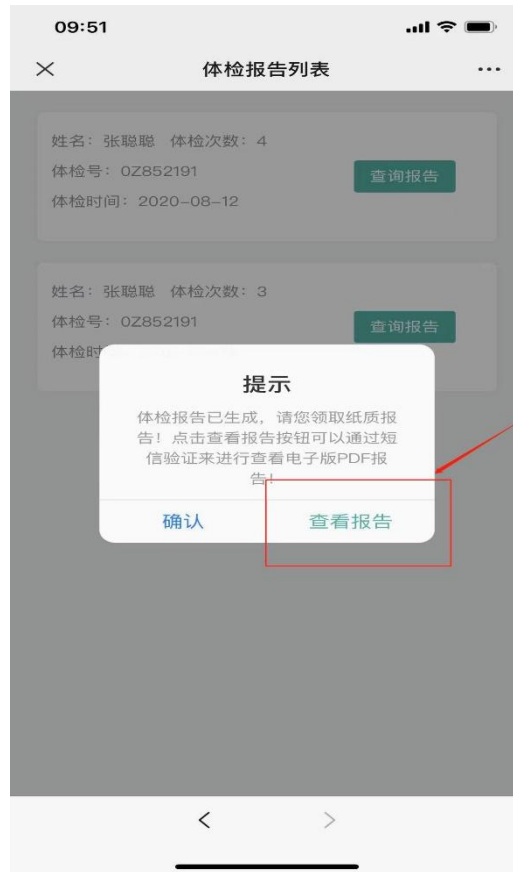 09:51
体检报告列表
姓名：张聪聪 体检次数：4
体检号：0Z852191
查询报告
体检时间：2020-08-12
姓名：张聪聪 体检次数：3
体检号：0Z852191
查询报告
体检时
提示
体检报告已生成，请您领取纸质报
告！点击查看报告按钮可以通过短
信验证来进行查看电子版PDF报
告！
确认
查看报告